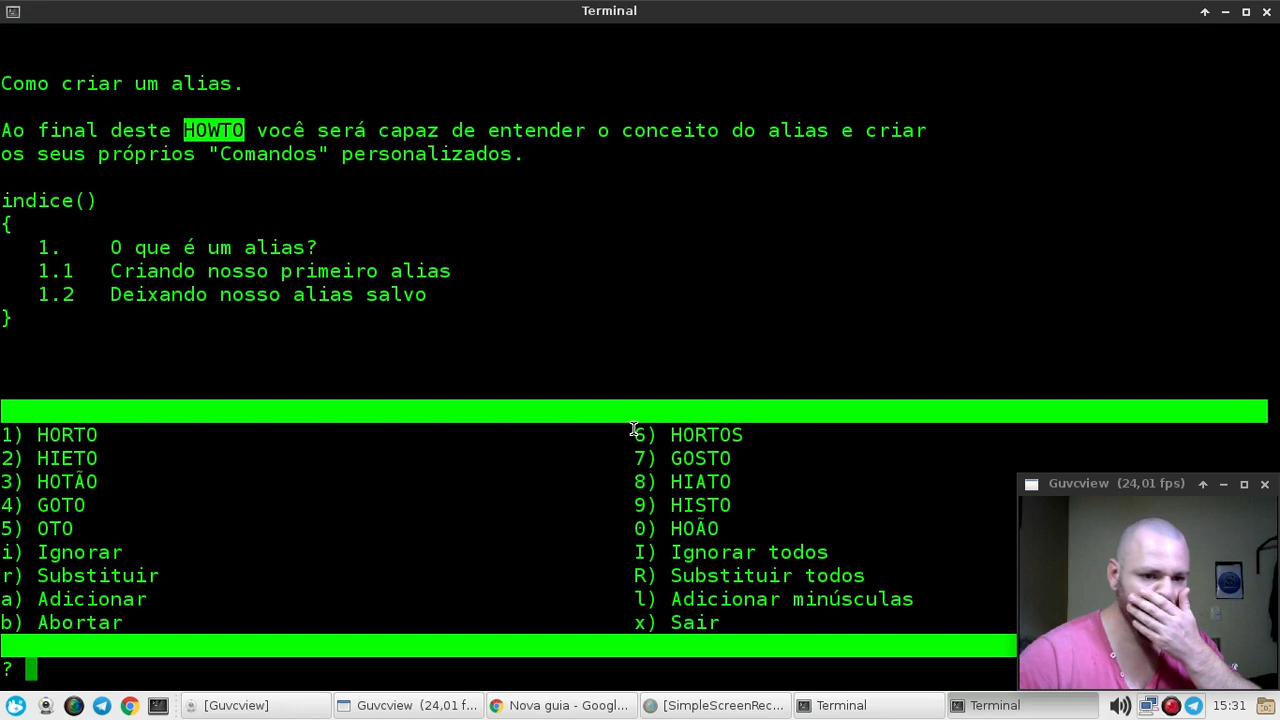 Terminal
Como criar um alias.
Ao final deste HOWTO você será capaz de entender o conceito do alias e criar
os seus próprios "Comandos" personalizados.
indice()
{
1. O que é um alias?
1.1 Criando nosso primeiro alias
1.2 Deixando nosso alias salvo
}
1) HORTO 6) HORTOS
2) HIETO 7) GOSTO
3) HOTÃO 8) HIATO
4) GOTO 9) HISTO
5) OTO 0) HOÃO
i) Ignorar I) Ignorar todos
r) Substituir R) Substituir todos
a) Adicionar l) Adicionar minúsculas
b) Abortar x) Sair
?
Guvcview (24,01 fps)
[Guvcview] Guvcview (24,01 f... Nova guia - Googl... [SimpleScreenRec... Terminal Terminal 15:31